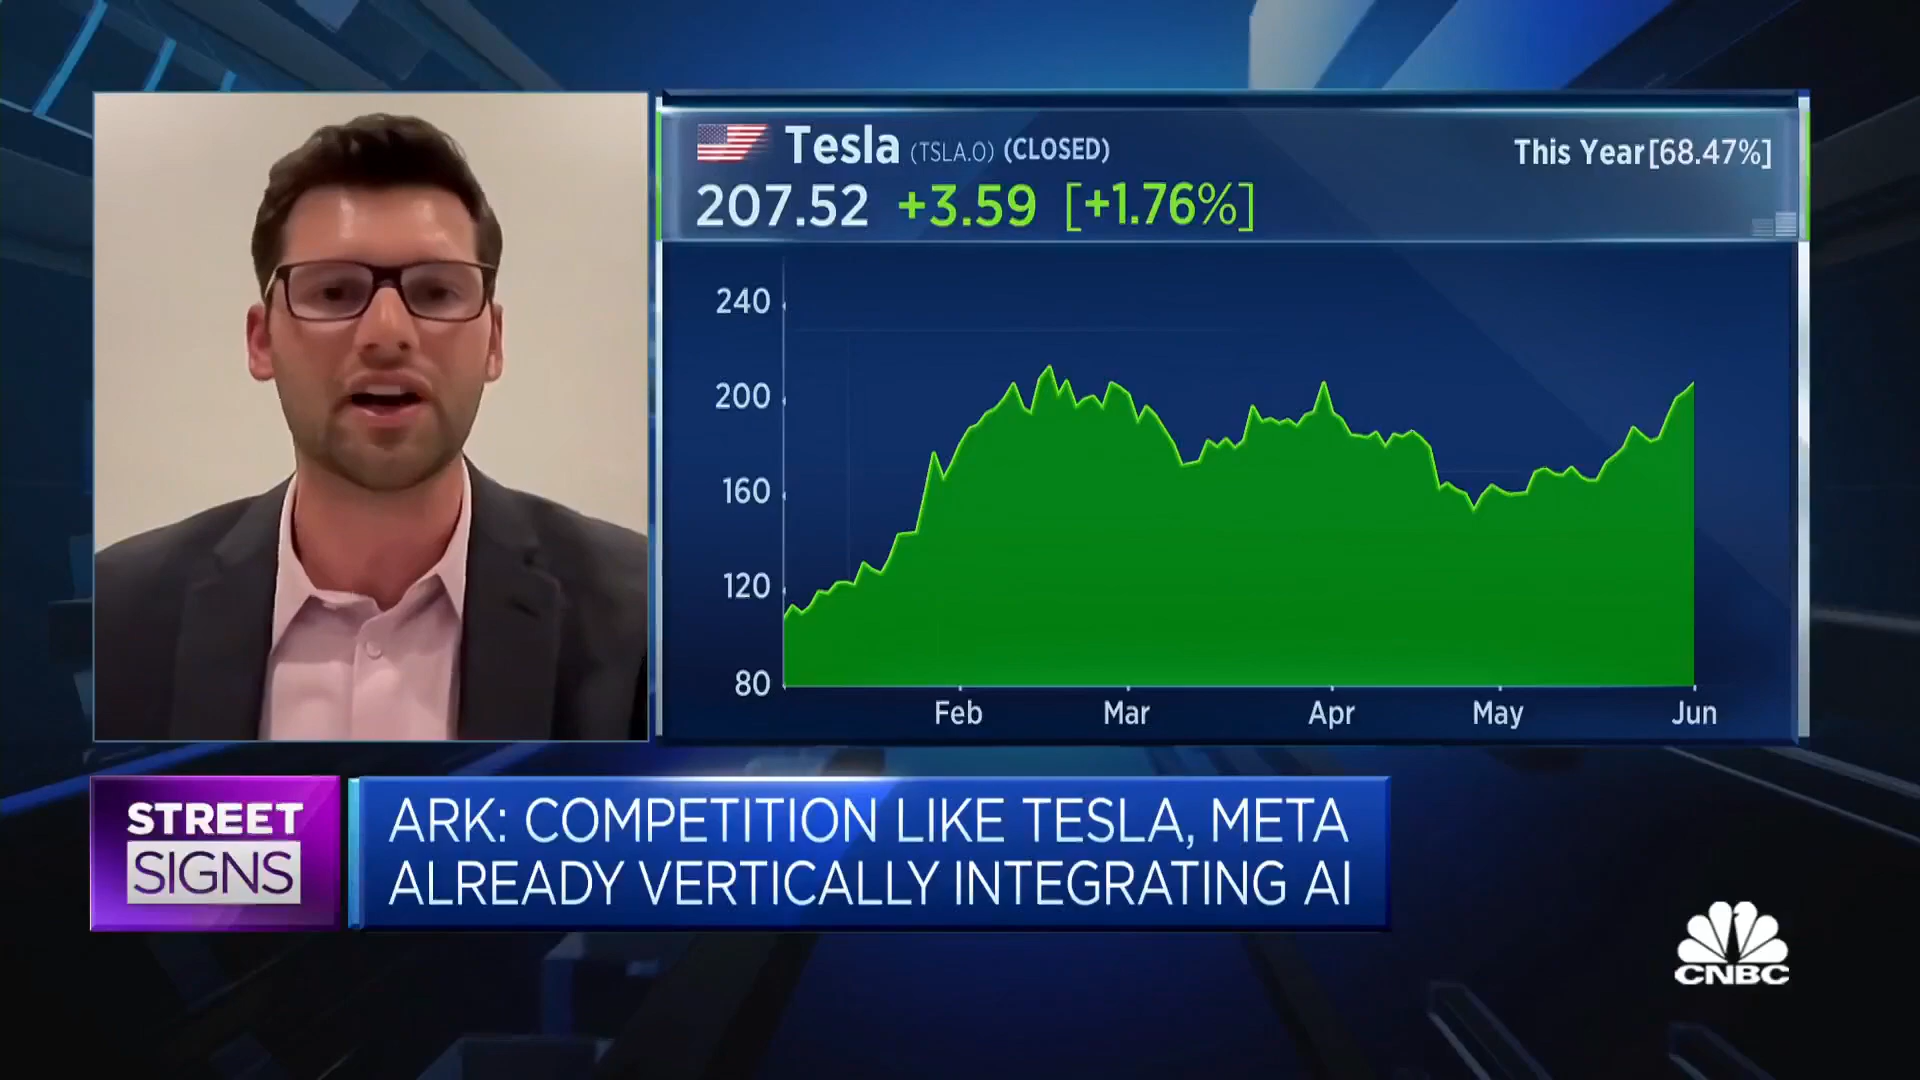 Tesla (TSLA.O) (CLOSED)
This Year [68.47%]
207.52 +3.59 [+1.76%]
240
200
160
120
80
Feb Mar Apr May Jun
STREET
SIGNS
ARK: COMPETITION LIKE TESLA, META
ALREADY VERTICALLY INTEGRATING AI
CNBC